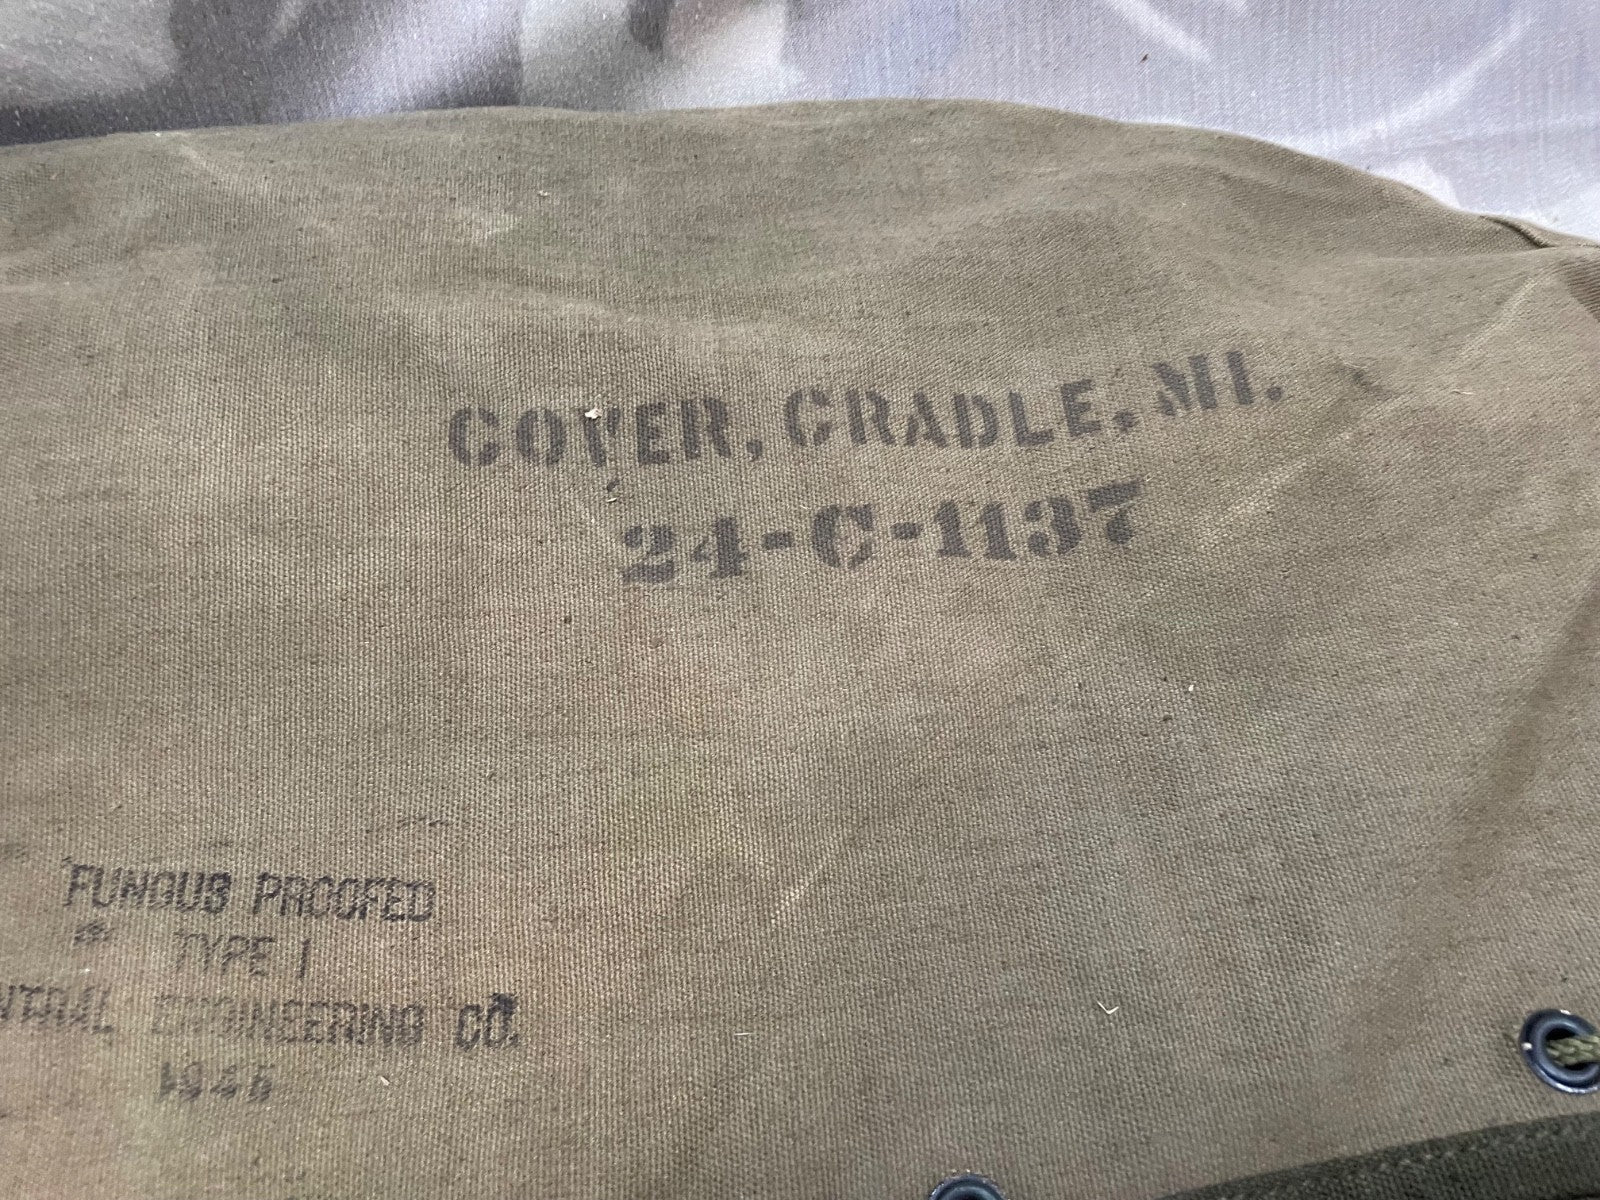 COVER, CRADLE, M1.
24-C-1137
FUNGUS PROOFED
TYPE I
ENGINEERING CO.